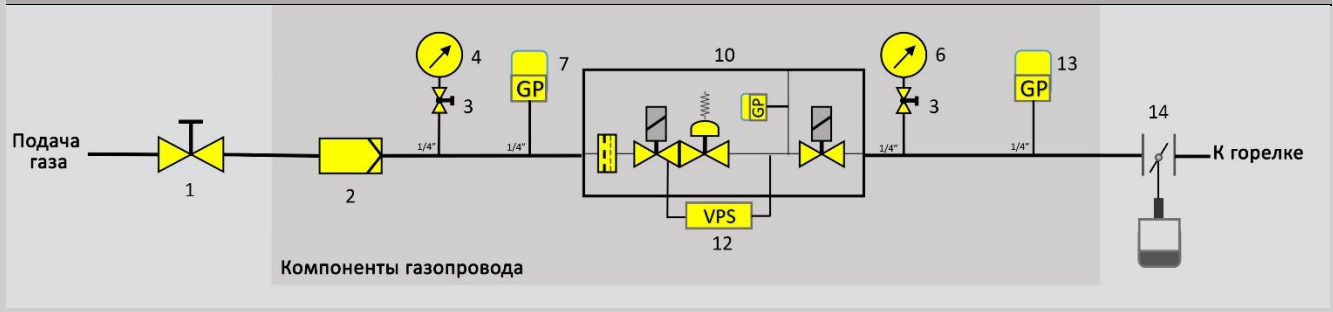 4
7
10
6
13
GP
GP
GP
3
3
14
Подача
газа
1/4"
1/4"
1/4"
1/4"
К горелке
1
2
VPS
12
Компоненты газопровода